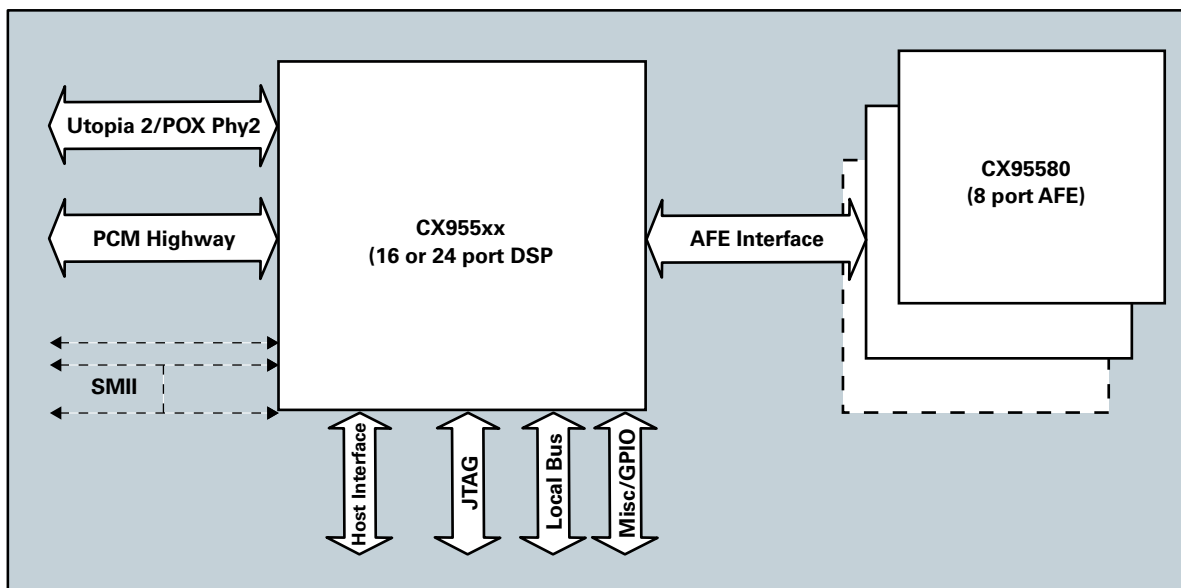 Utopia 2/POX Phy2
PCM Highway
SMII
CX955xx
(16 or 24 port DSP
AFE Interface
CX95580
(8 port AFE)
Host Interface
JTAG
Local Bus
Misc/GPIO